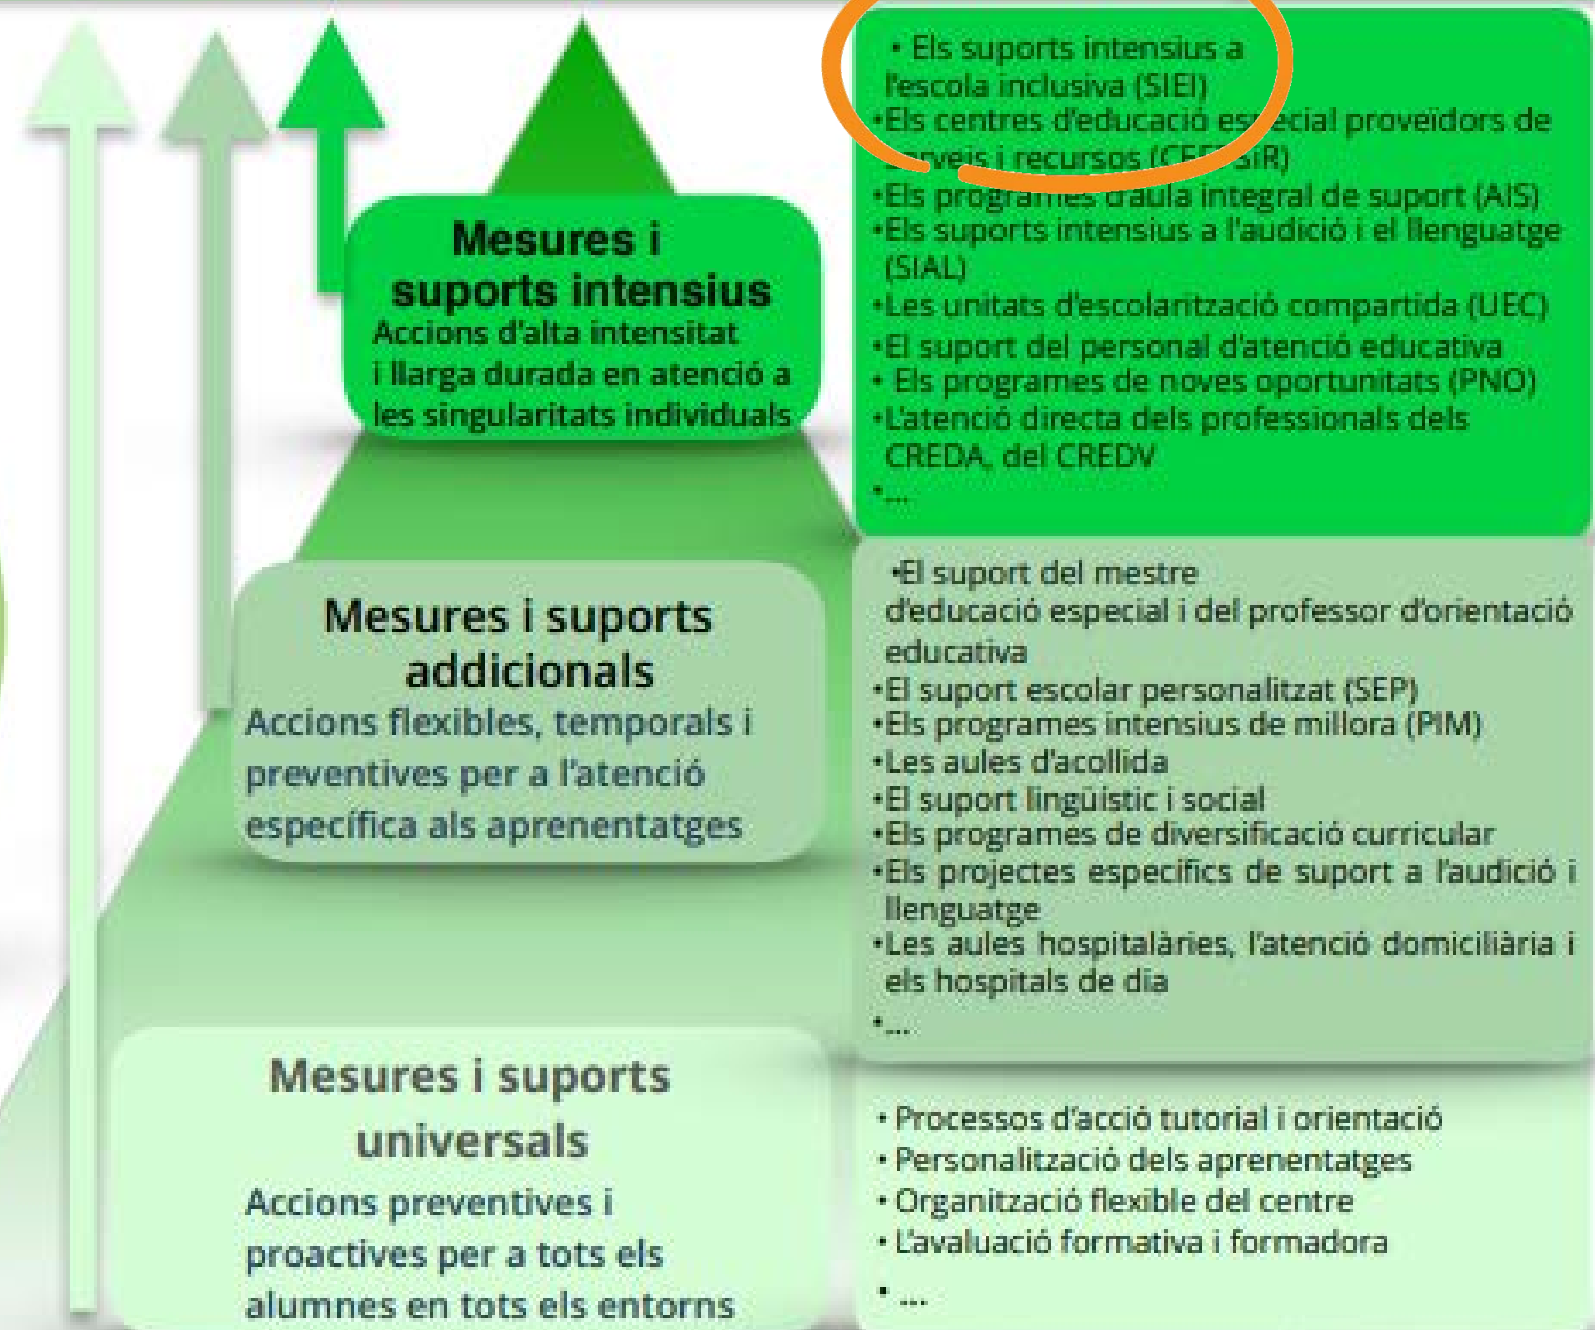 Mesures i
suports intensius
Accions d'alta intensitat
i llarga durada en atenció a
les singularitats individuals
• Els suports intensius a
l'escola inclusiva (SIEI)
•Els centres d'educació especial proveïdors de
serveis i recursos
•Els programes d'aula integral de suport (AIS)
•Els suports intensius a l'audició i el llenguatge
(SIAL)
•Les unitats d'escolarització compartida (UEC)
•El suport del personal d'atenció educativa
• Els programes de noves oportunitats (PNO)
•L'atenció directa dels professionals dels
CREDA, del CREDV
•...
Mesures i suports
addicionals
Accions flexibles, temporals i
preventives per a l'atenció
específica als aprenentatges
•El suport del mestre
d'educació especial i del professor d'orientació
educativa
•El suport escolar personalitzat (SEP)
•Els programes intensius de millora (PIM)
•Les aules d'acollida
•El suport lingüístic i social
•Els programes de diversificació curricular
•Els projectes específics de suport a l'audició i
llenguatge
•Les aules hospitalàries, l'atenció domiciliària i
els hospitals de dia
•...
Mesures i suports
universals
Accions preventives i
proactives per a tots els
alumnes en tots els entorns
• Processos d'acció tutorial i orientació
• Personalització dels aprenentatges
• Organització flexible del centre
• L'avaluació formativa i formadora
• ...